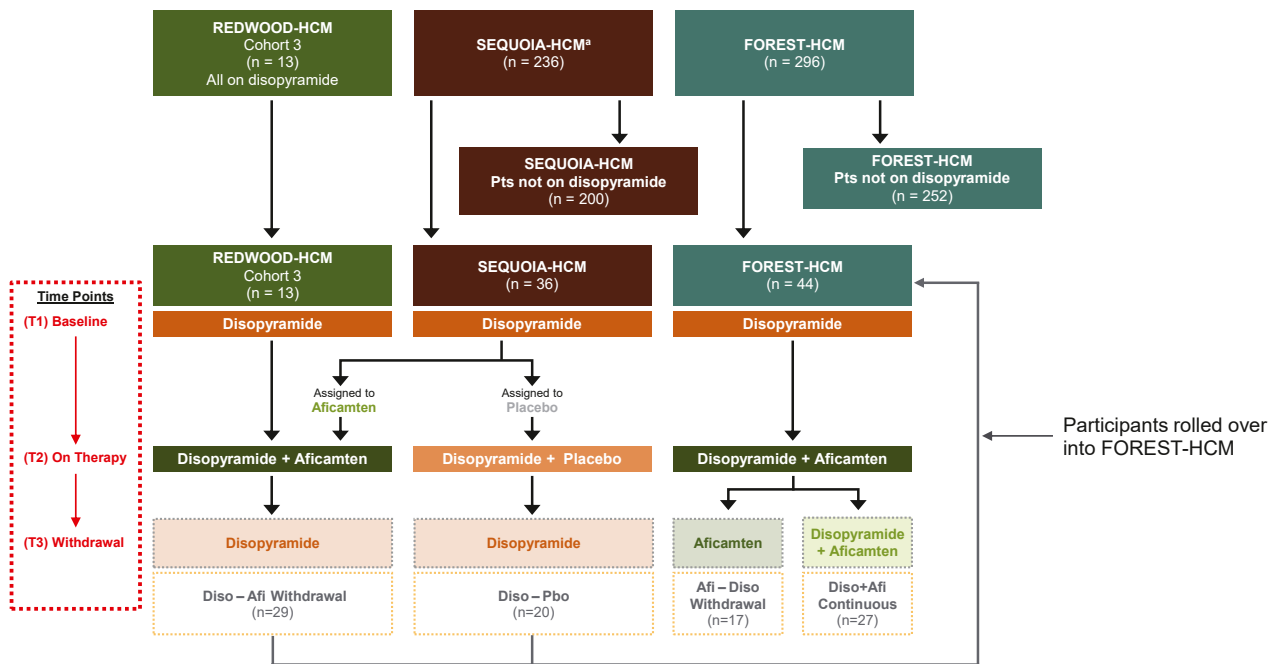 REDWOOD-HCM
Cohort 3
(n = 13)
All on disopyramide
SEQUOIA-HCMª
(n = 236)
FOREST-HCM
(n = 296)
SEQUOIA-HCM
Pts not on disopyramide
(n = 200)
FOREST-HCM
Pts not on disopyramide
(n = 252)
REDWOOD-HCM
Cohort 3
(n = 13)
SEQUOIA-HCM
(n = 36)
FOREST-HCM
(n = 44)
Time Points
(T1) Baseline
Disopyramide
Disopyramide
Disopyramide
Assigned to
Aficamten
Assigned to
Placebo
Participants rolled over
into FOREST-HCM
(T2) On Therapy
Disopyramide + Aficamten
Disopyramide + Placebo
Disopyramide + Aficamten
(T3) Withdrawal
Disopyramide
Disopyramide
Aficamten
Disopyramide
+ Aficamten
Diso – Afi Withdrawal
(n=29)
Diso – Pbo
(n=20)
Afi – Diso
Withdrawal
(n=17)
Diso+Afi
Continuous
(n=27)